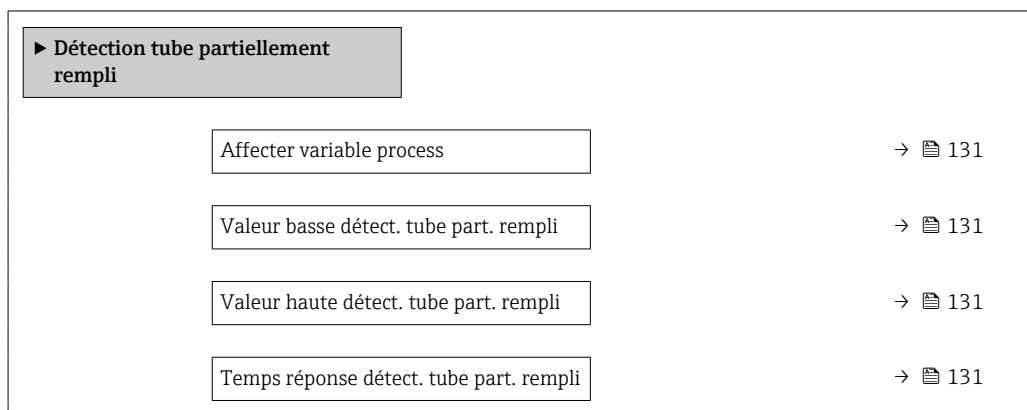 ► Détection tube partiellement
rempli
Affecter variable process → 131
Valeur basse détect. tube part. rempli → 131
Valeur haute détect. tube part. rempli → 131
Temps réponse détect. tube part. rempli → 131